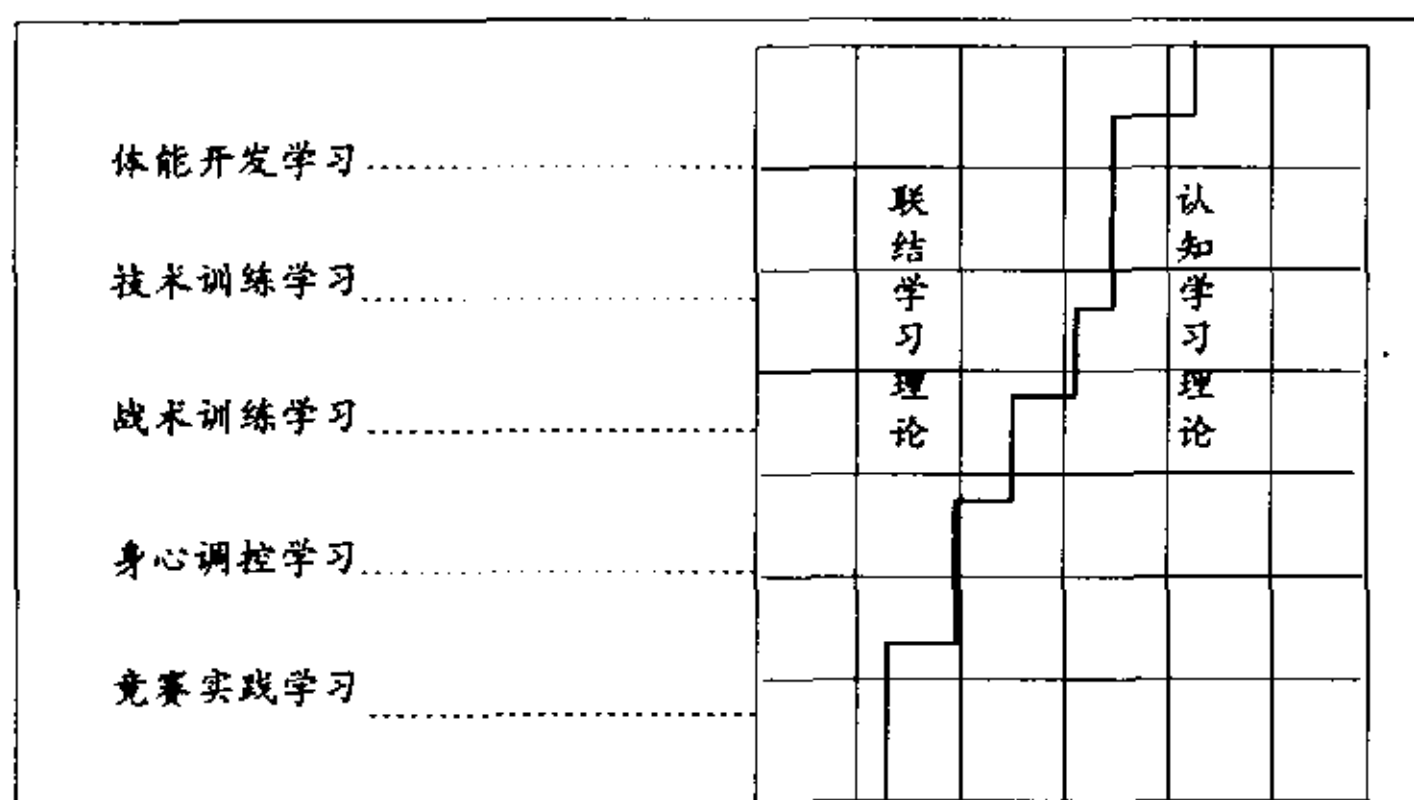 体能开发学习
技术训练学习
战术训练学习
身心调控学习
竞赛实践学习
联结学习理论
认知学习理论